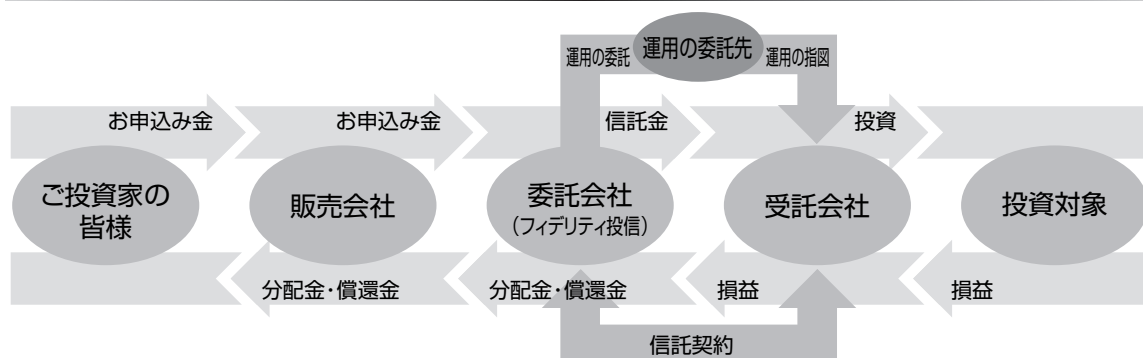 運用の委託
運用の委託先
運用の指図
お申込み金
お申込み金
信託金
投資
ご投資家の
皆様
販売会社
委託会社
(フィデリティ投信)
受託会社
投資対象
分配金・償還金
分配金・償還金
損益
損益
信託契約